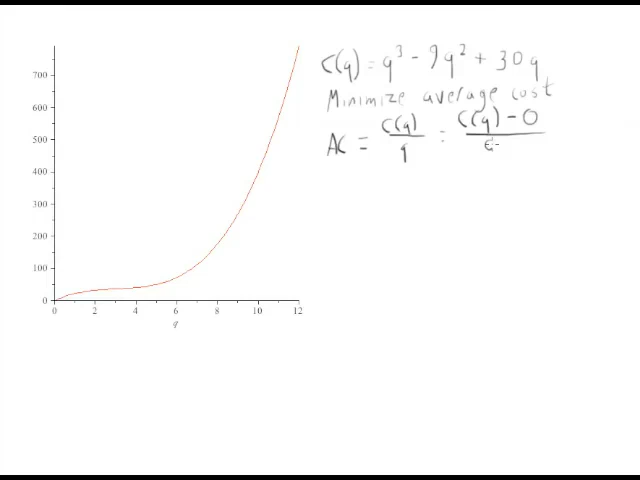 C(q) = q³ - 9q² + 30q
Minimize average cost
AC = C(q)/q = (C(q) - 0)/
700
600
500
400
300
200
100
0
0 2 4 6 8 10 12
q